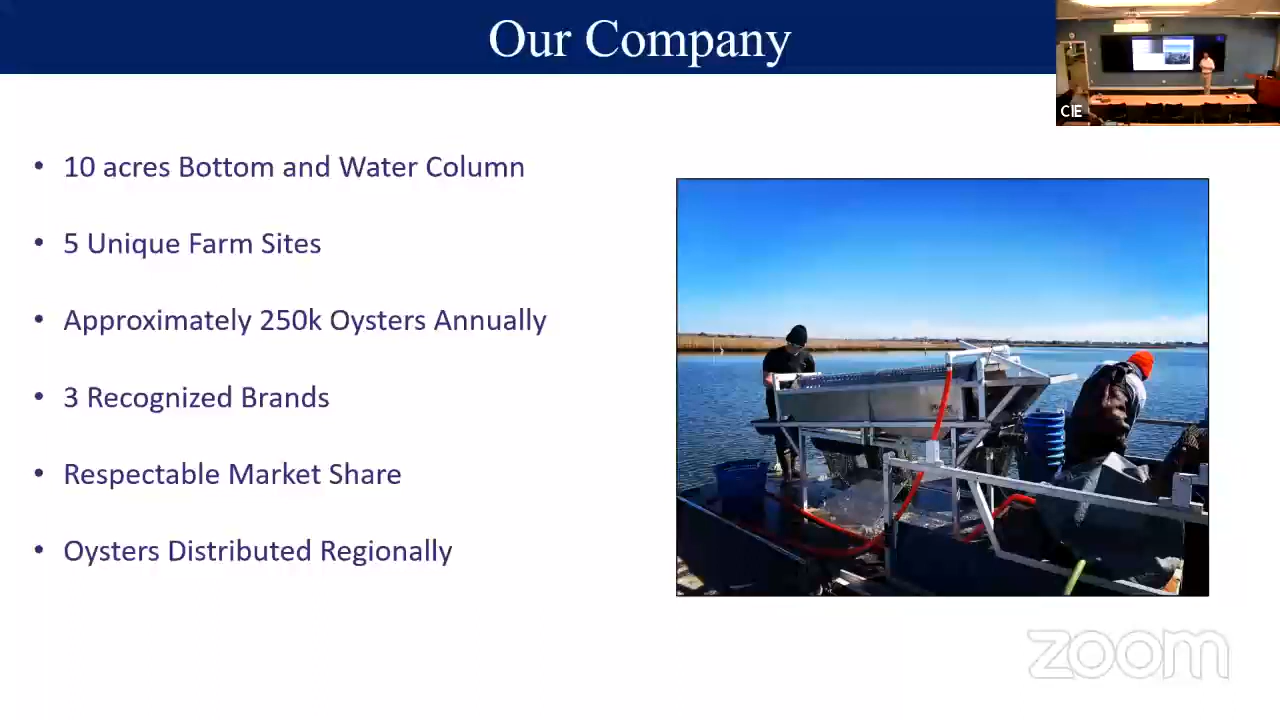 Our Company
CIE
• 10 acres Bottom and Water Column
• 5 Unique Farm Sites
• Approximately 250k Oysters Annually
• 3 Recognized Brands
• Respectable Market Share
• Oysters Distributed Regionally
zoom